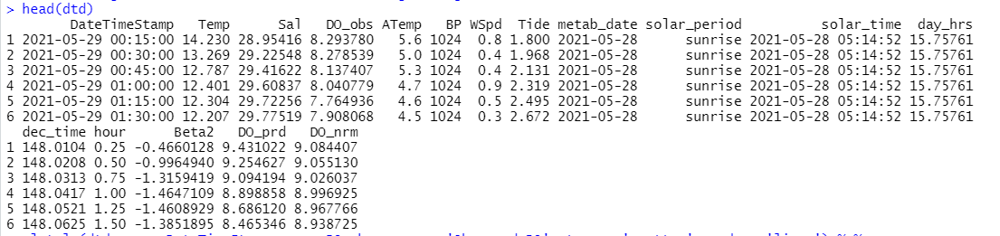 > head(dtd)
DateTimeStamp Temp Sal DO_obs ATemp BP WSpd Tide metab_date solar_period solar_time day_hrs
1 2021-05-29 00:15:00 14.230 28.95416 8.293780 5.6 1024 0.8 1.800 2021-05-28 sunrise 2021-05-28 05:14:52 15.75761
2 2021-05-29 00:30:00 13.269 29.22548 8.278539 5.0 1024 0.4 1.968 2021-05-28 sunrise 2021-05-28 05:14:52 15.75761
3 2021-05-29 00:45:00 12.787 29.41622 8.137407 5.3 1024 0.4 2.131 2021-05-28 sunrise 2021-05-28 05:14:52 15.75761
4 2021-05-29 01:00:00 12.401 29.60837 8.040779 4.7 1024 0.9 2.319 2021-05-28 sunrise 2021-05-28 05:14:52 15.75761
5 2021-05-29 01:15:00 12.304 29.72256 7.764936 4.6 1024 0.5 2.495 2021-05-28 sunrise 2021-05-28 05:14:52 15.75761
6 2021-05-29 01:30:00 12.207 29.77519 7.908068 4.5 1024 0.3 2.672 2021-05-28 sunrise 2021-05-28 05:14:52 15.75761
dec_time hour Beta2 DO_prd DO_nrm
1 148.0104 0.25 -0.4660128 9.431022 9.084407
2 148.0208 0.50 -0.9964940 9.254627 9.055130
3 148.0313 0.75 -1.3159419 9.094194 9.026037
4 148.0417 1.00 -1.4647109 8.898858 8.996925
5 148.0521 1.25 -1.4608929 8.686120 8.967766
6 148.0625 1.50 -1.3851895 8.465346 8.938725